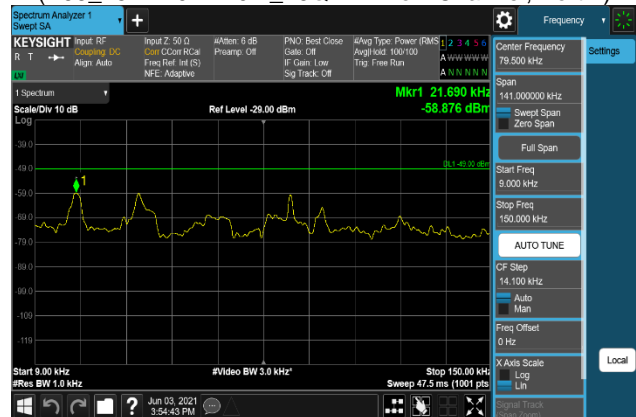 Spectrum Analyzer 1
Swept SA
+
Frequency
KEYSIGHT
R T
LW
Input: RF
Coupling: DC
Align: Auto
Input Z: 50 Ω
Corr CCorr RCal
Freq Ref: Int (S)
NFE: Adaptive
#Atten: 6 dB
Preamp: Off
PNO: Best Close
Gate: Off
IF Gain: Low
Sig Track: Off
#Avg Type: Power (RMS
Avg|Hold: 100/100
Trig: Free Run
1 2 3 4 5 6
A W W W W W
A N N N N N
1 Spectrum
Mkr1 21.690 kHz
-58.876 dBm
Scale/Div 10 dB
Ref Level -29.00 dBm
Log
-39.0
-49.0
DL1 -49.00 dBm
-59.0
1
-69.0
-79.0
-89.0
-99.0
-109
-119
Start 9.00 kHz
#Res BW 1.0 kHz
#Video BW 3.0 kHz*
Stop 150.00 kHz
Sweep 47.5 ms (1001 pts
Jun 03, 2021
3:54:43 PM
?
Center Frequency
79.500 kHz
Span
141.000000 kHz
Swept Span
Zero Span
Full Span
Start Freq
9.000 kHz
Stop Freq
150.000 kHz
AUTO TUNE
CF Step
14.100 kHz
Auto
Man
Freq Offset
0 Hz
X Axis Scale
Log
Lin
Signal Track
Settings
Local